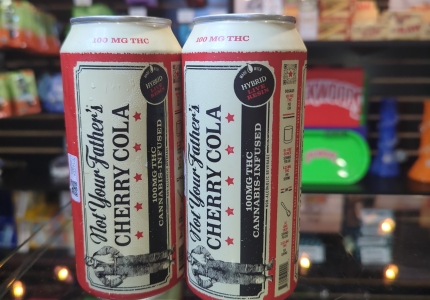 100 MG THC
Not Your Father's
CHERRY COLA
100MG THC
CANNABIS-INFUSED
HYBRID
LIVE
RESIN
100 MG THC
Not Your Father's
CHERRY COLA
100MG THC
CANNABIS-INFUSED
HYBRID
LIVE
RESIN